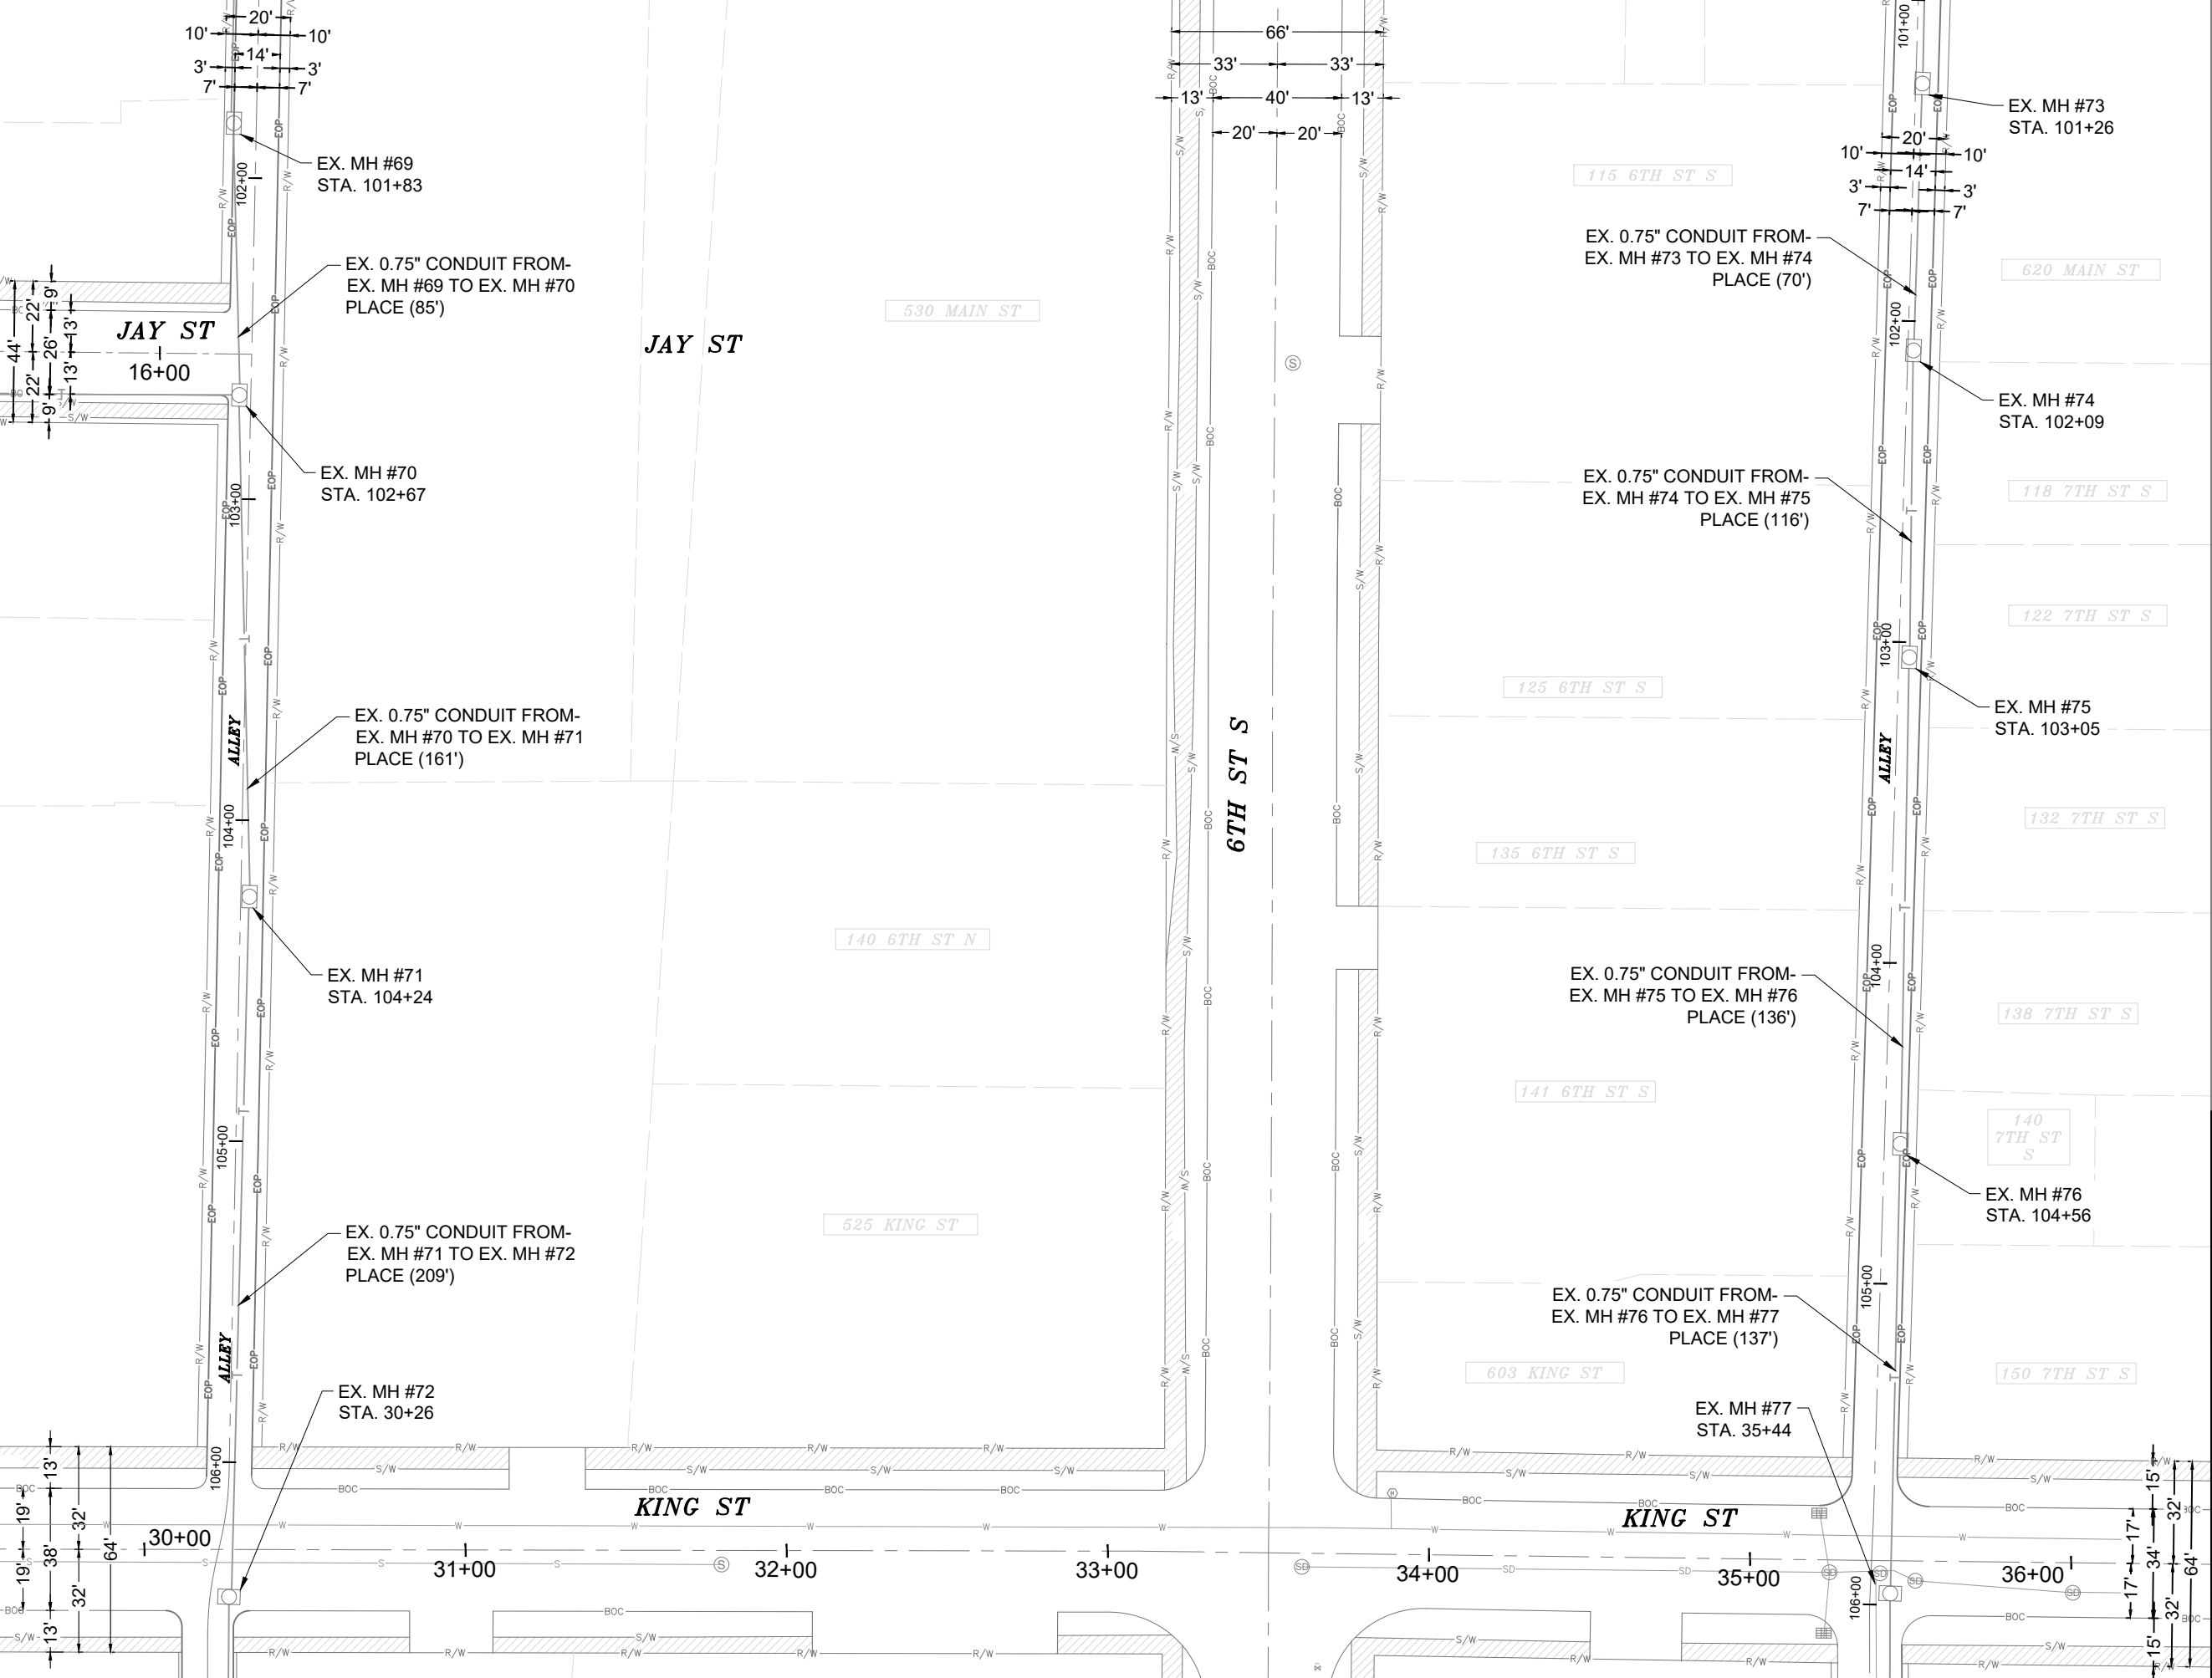 20'
10'
10'
14'
3'
3'
7'
7'
EX. MH #69
STA. 101+83
102+00
EX. 0.75" CONDUIT FROM-
EX. MH #69 TO EX. MH #70
PLACE (85')
JAY ST
16+00
44'
22'
22'
9'
26'
9'
13'
13'
EX. MH #70
STA. 102+67
103+00
EX. 0.75" CONDUIT FROM-
EX. MH #70 TO EX. MH #71
PLACE (161')
ALLEY
104+00
EX. MH #71
STA. 104+24
105+00
EX. 0.75" CONDUIT FROM-
EX. MH #71 TO EX. MH #72
PLACE (209')
ALLEY
EX. MH #72
STA. 30+26
106+00
JAY ST
530 MAIN ST
140 6TH ST N
525 KING ST
66'
33'
33'
13'
40'
13'
20'
20'
6TH ST S
115 6TH ST S
125 6TH ST S
135 6TH ST S
141 6TH ST S
603 KING ST
101+00
EX. MH #73
STA. 101+26
20'
10'
10'
14'
3'
3'
7'
7'
EX. 0.75" CONDUIT FROM-
EX. MH #73 TO EX. MH #74
PLACE (70')
620 MAIN ST
102+00
EX. MH #74
STA. 102+09
EX. 0.75" CONDUIT FROM-
EX. MH #74 TO EX. MH #75
PLACE (116')
118 7TH ST S
122 7TH ST S
103+00
EX. MH #75
STA. 103+05
ALLEY
132 7TH ST S
104+00
EX. 0.75" CONDUIT FROM-
EX. MH #75 TO EX. MH #76
PLACE (136')
138 7TH ST S
140
7TH ST
S
EX. MH #76
STA. 104+56
105+00
EX. 0.75" CONDUIT FROM-
EX. MH #76 TO EX. MH #77
PLACE (137')
150 7TH ST S
EX. MH #77
STA. 35+44
106+00
KING ST
KING ST
30+00
31+00
32+00
33+00
34+00
35+00
36+00
13'
19'
38'
19'
13'
32'
32'
64'
15'
17'
34'
17'
15'
32'
32'
64'
R/W
EOP
BOC
S/W
W
S
SD
T